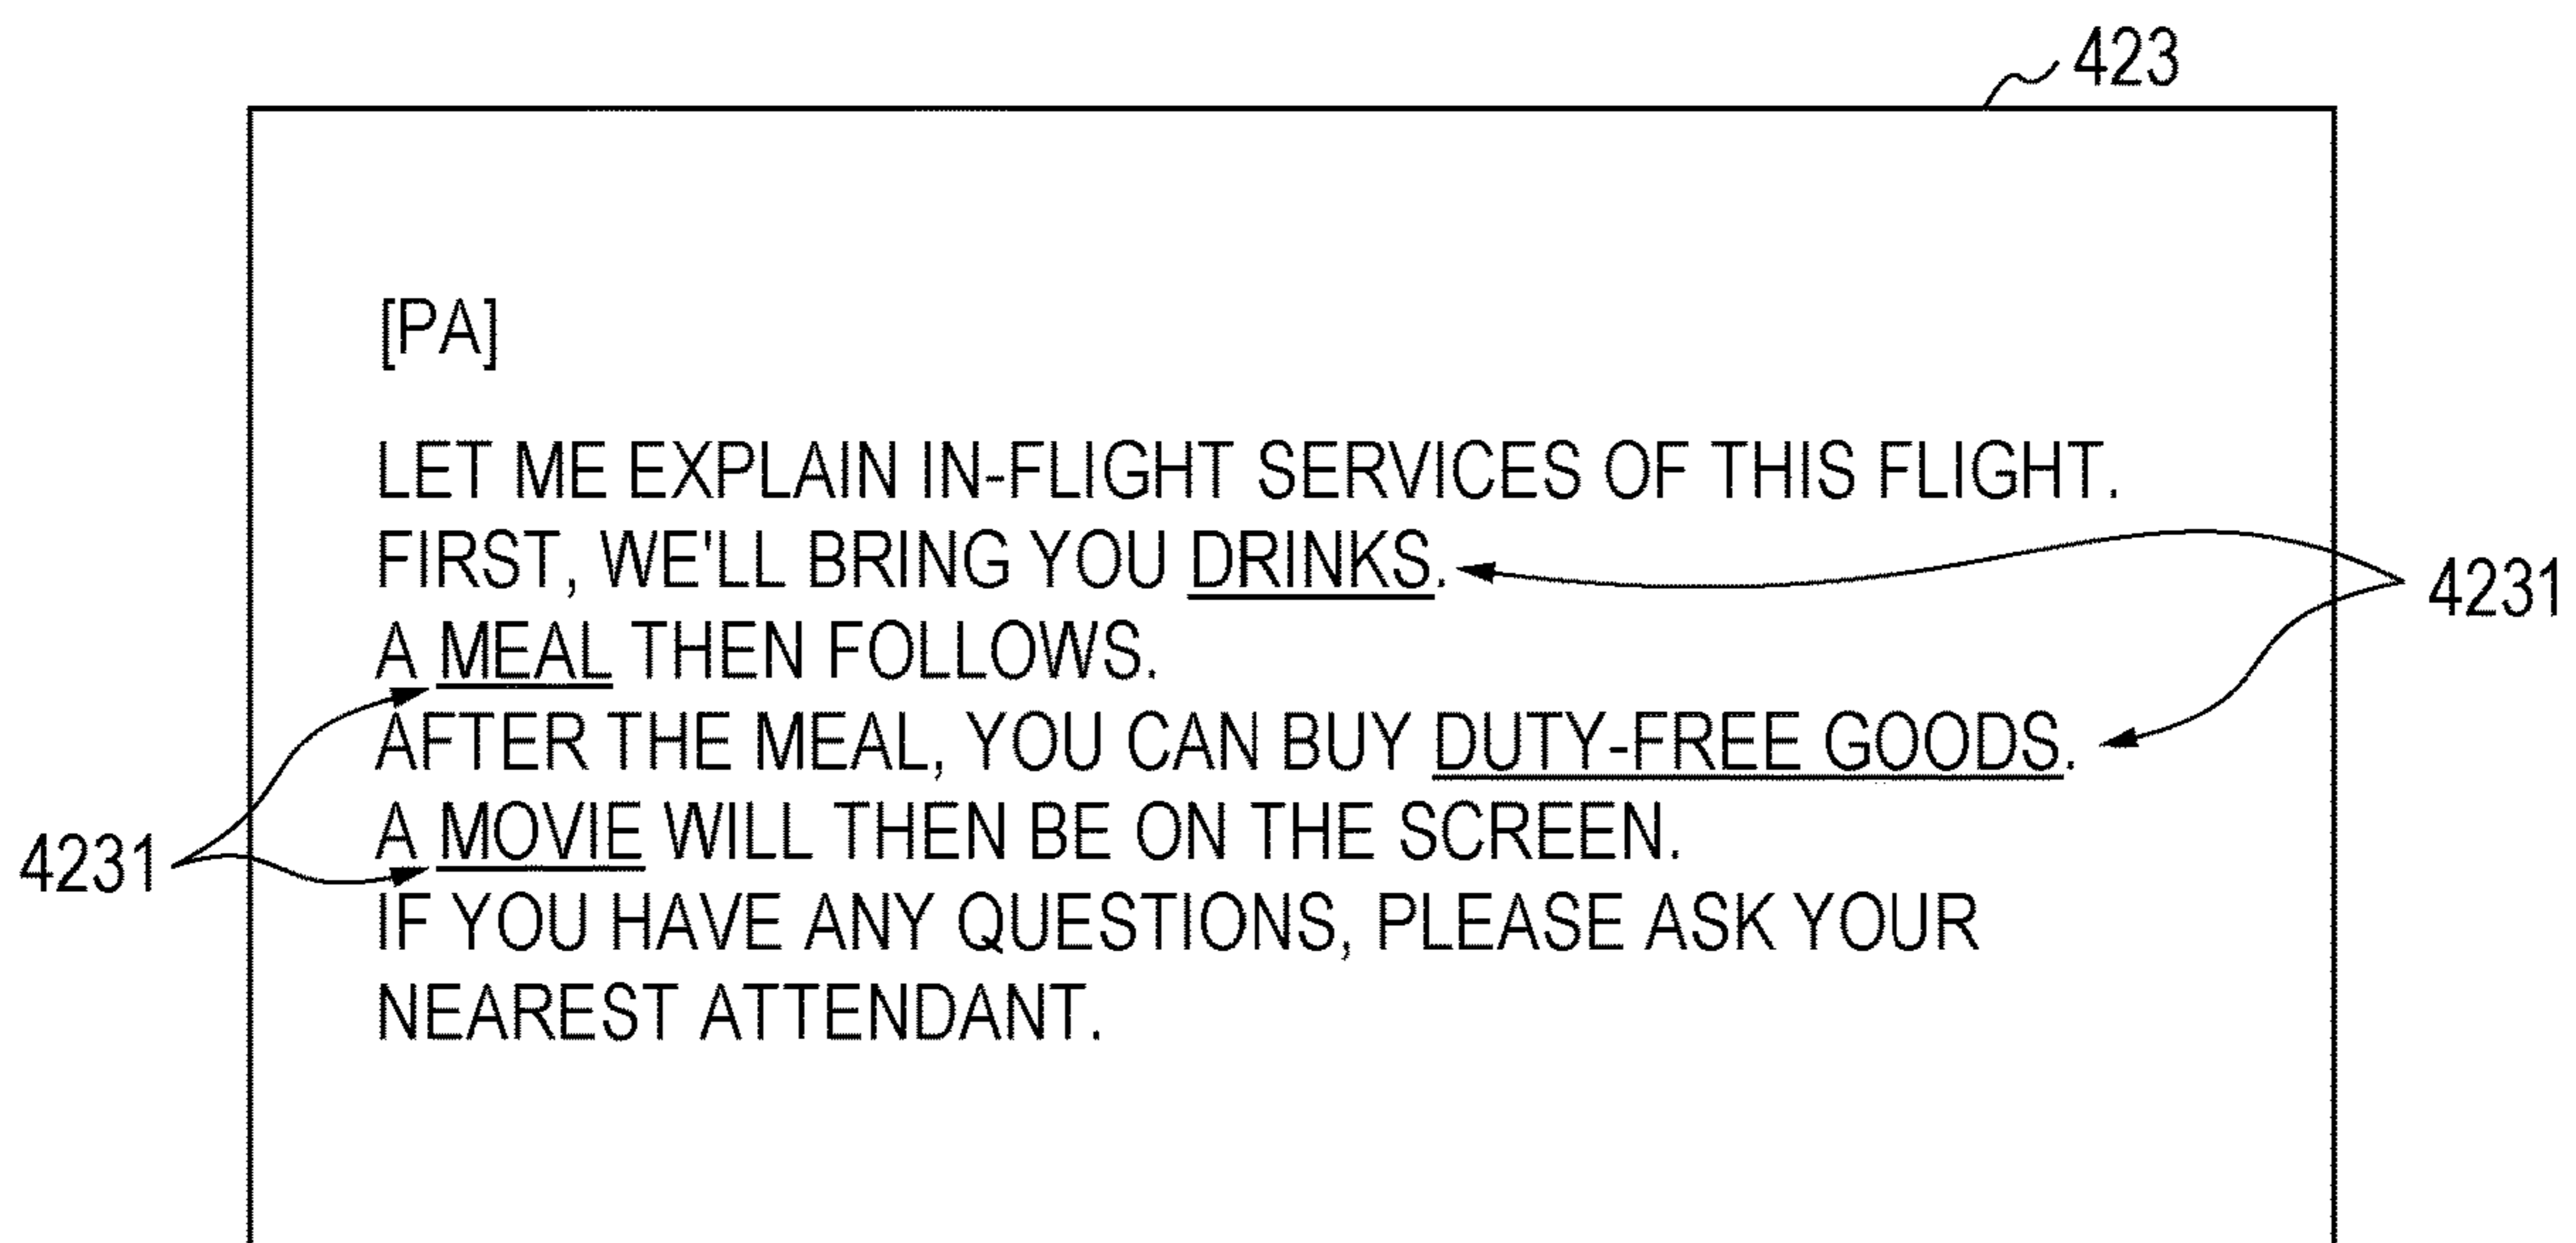 423
[PA]
LET ME EXPLAIN IN-FLIGHT SERVICES OF THIS FLIGHT.
FIRST, WE'LL BRING YOU DRINKS.
4231
A MEAL THEN FOLLOWS.
AFTER THE MEAL, YOU CAN BUY DUTY-FREE GOODS.
A MOVIE WILL THEN BE ON THE SCREEN.
4231
IF YOU HAVE ANY QUESTIONS, PLEASE ASK YOUR
NEAREST ATTENDANT.